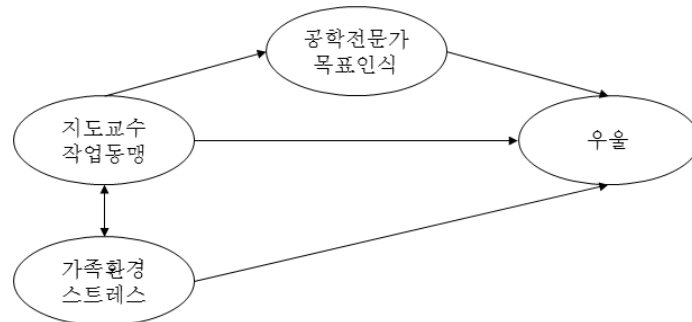 공학전문가
목표인식
지도교수
작업동맹
우울
가족환경
스트레스